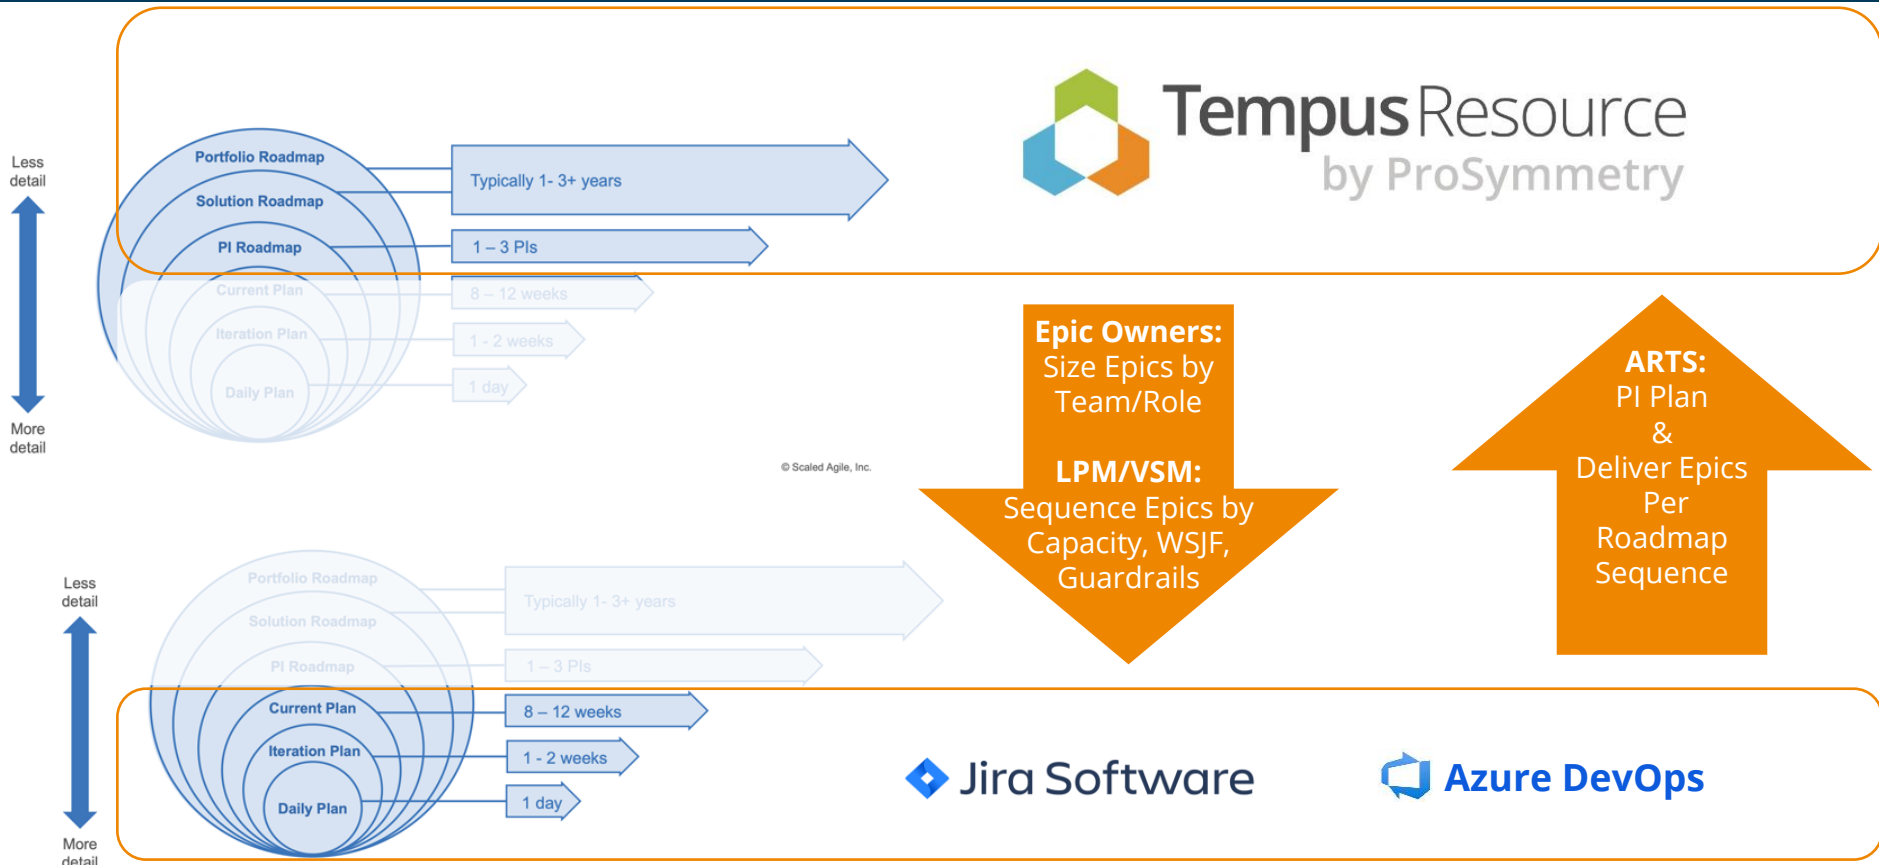 Tempus Resource
by ProSymmetry
Less
detail
More
detail
Portfolio Roadmap
Solution Roadmap
PI Roadmap
Current Plan
Iteration Plan
Daily Plan
Typically 1- 3+ years
1 – 3 PIs
8 – 12 weeks
1 - 2 weeks
1 day
© Scaled Agile, Inc.
Epic Owners:
Size Epics by
Team/Role
LPM/VSM:
Sequence Epics by
Capacity, WSJF,
Guardrails
ARTS:
PI Plan
&
Deliver Epics
Per
Roadmap
Sequence
Less
detail
More
detail
Portfolio Roadmap
Solution Roadmap
PI Roadmap
Current Plan
Iteration Plan
Daily Plan
Typically 1- 3+ years
1 – 3 PIs
8 – 12 weeks
1 - 2 weeks
1 day
Jira Software
Azure DevOps